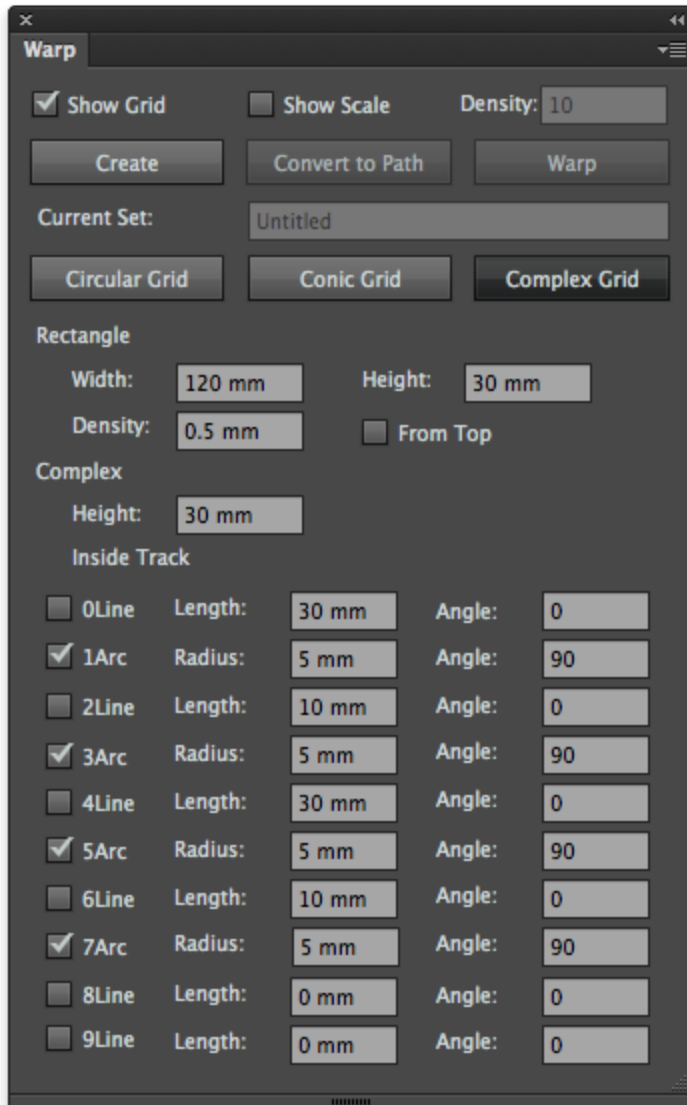 Warp
Show Grid Show Scale Density: 10
Create Convert to Path Warp
Current Set: Untitled
Circular Grid Conic Grid Complex Grid
Rectangle
Width: 120 mm Height: 30 mm
Density: 0.5 mm From Top
Complex
Height: 30 mm
Inside Track
0Line Length: 30 mm Angle: 0
1Arc Radius: 5 mm Angle: 90
2Line Length: 10 mm Angle: 0
3Arc Radius: 5 mm Angle: 90
4Line Length: 30 mm Angle: 0
5Arc Radius: 5 mm Angle: 90
6Line Length: 10 mm Angle: 0
7Arc Radius: 5 mm Angle: 90
8Line Length: 0 mm Angle: 0
9Line Length: 0 mm Angle: 0